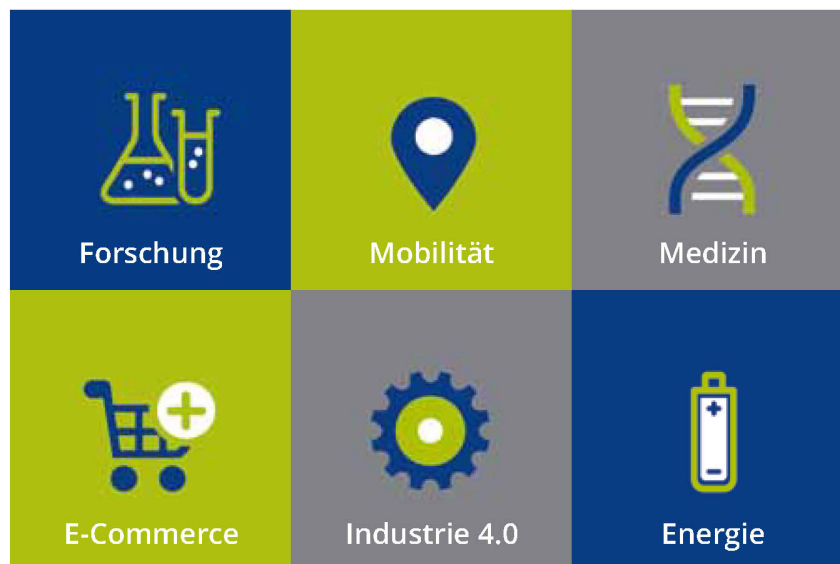 Forschung
Mobilität
Medizin
E-Commerce
Industrie 4.0
Energie